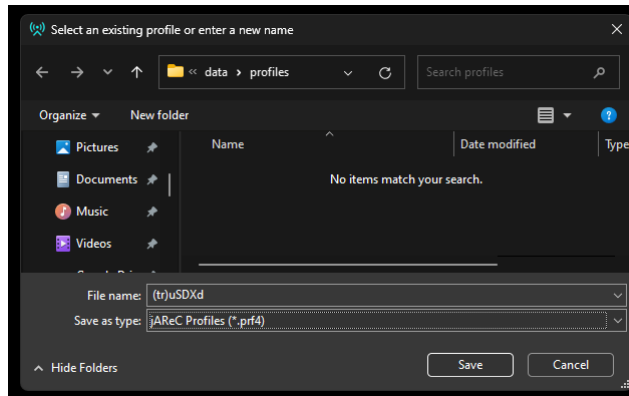 Select an existing profile or enter a new name
« data › profiles
Search profiles
Organize
New folder
Name
Date modified
Type
Pictures
Documents
Music
Videos
No items match your search.
File name: (tr)uSDXd
Save as type: jAReC Profiles (*.prf4)
Hide Folders
Save
Cancel